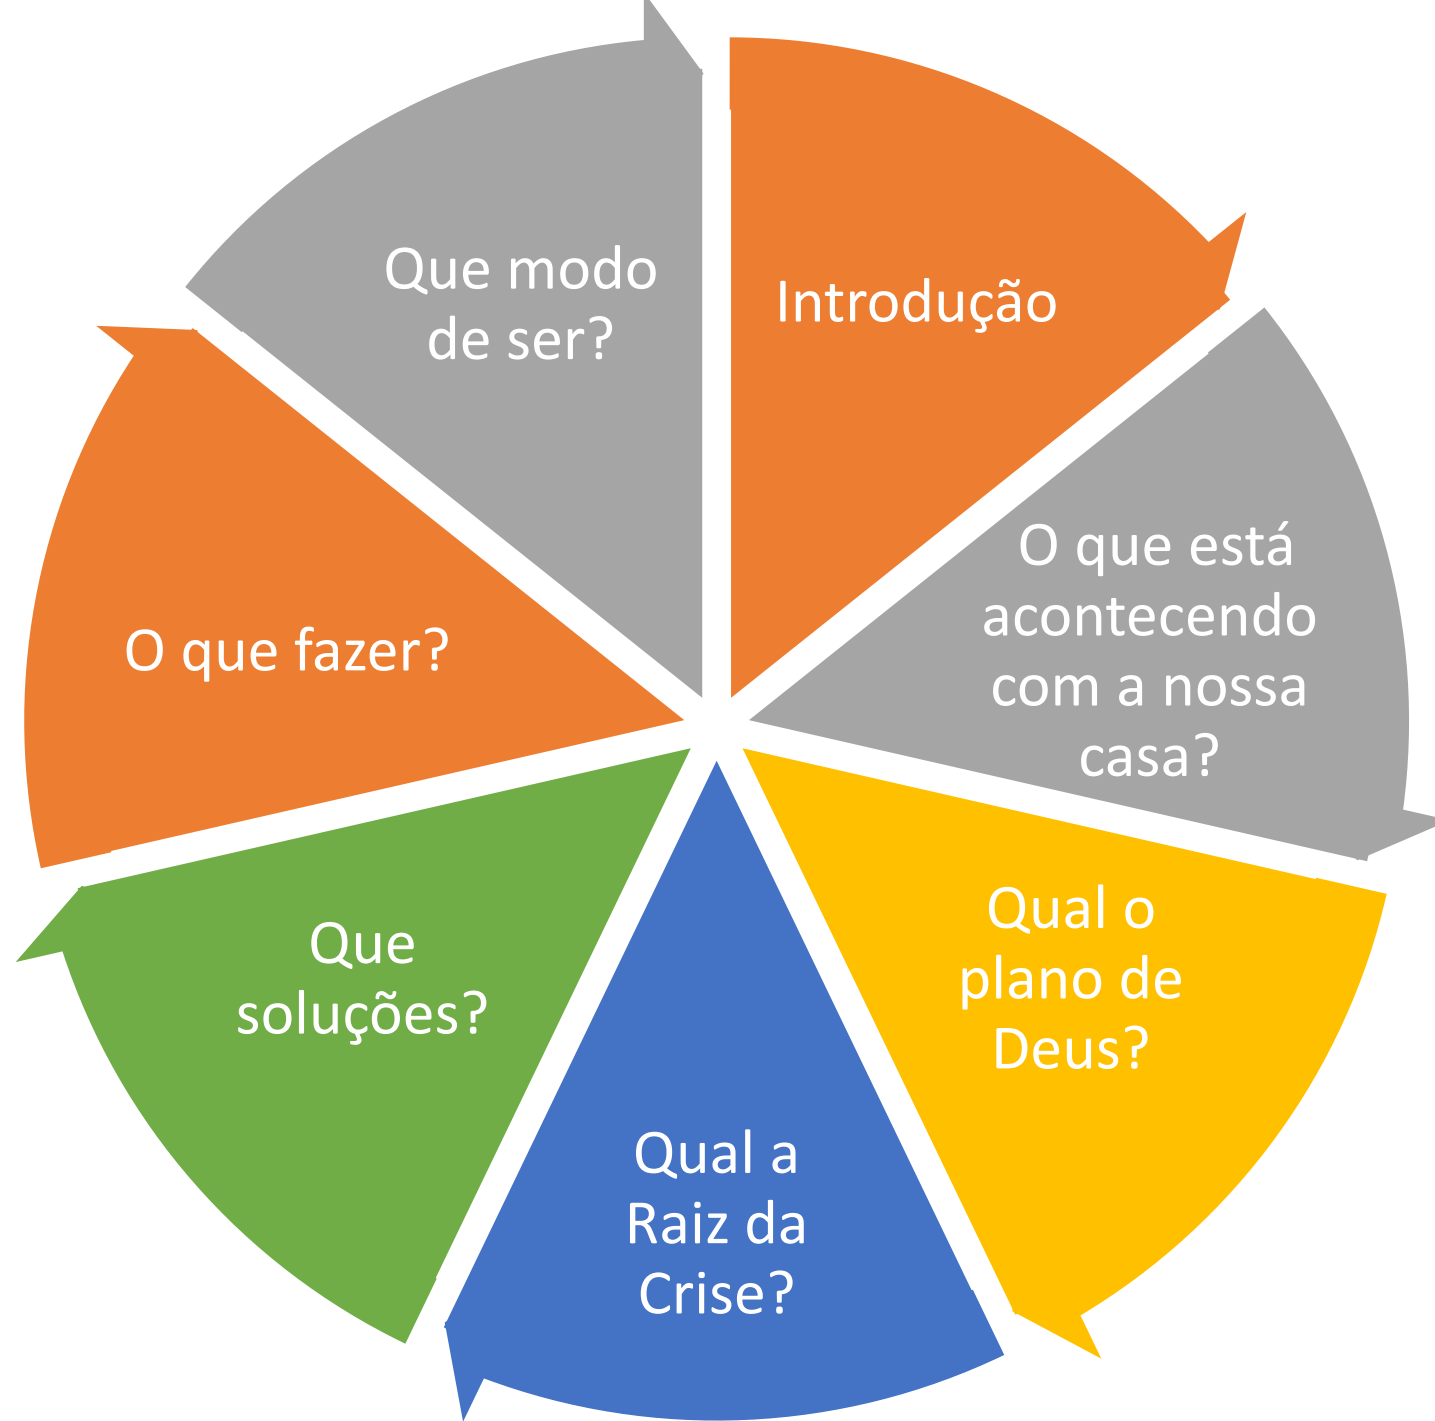 Introdução
O que está
acontecendo
com a nossa
casa?
Qual o
plano de
Deus?
Qual a
Raiz da
Crise?
Que
soluções?
O que fazer?
Que modo
de ser?